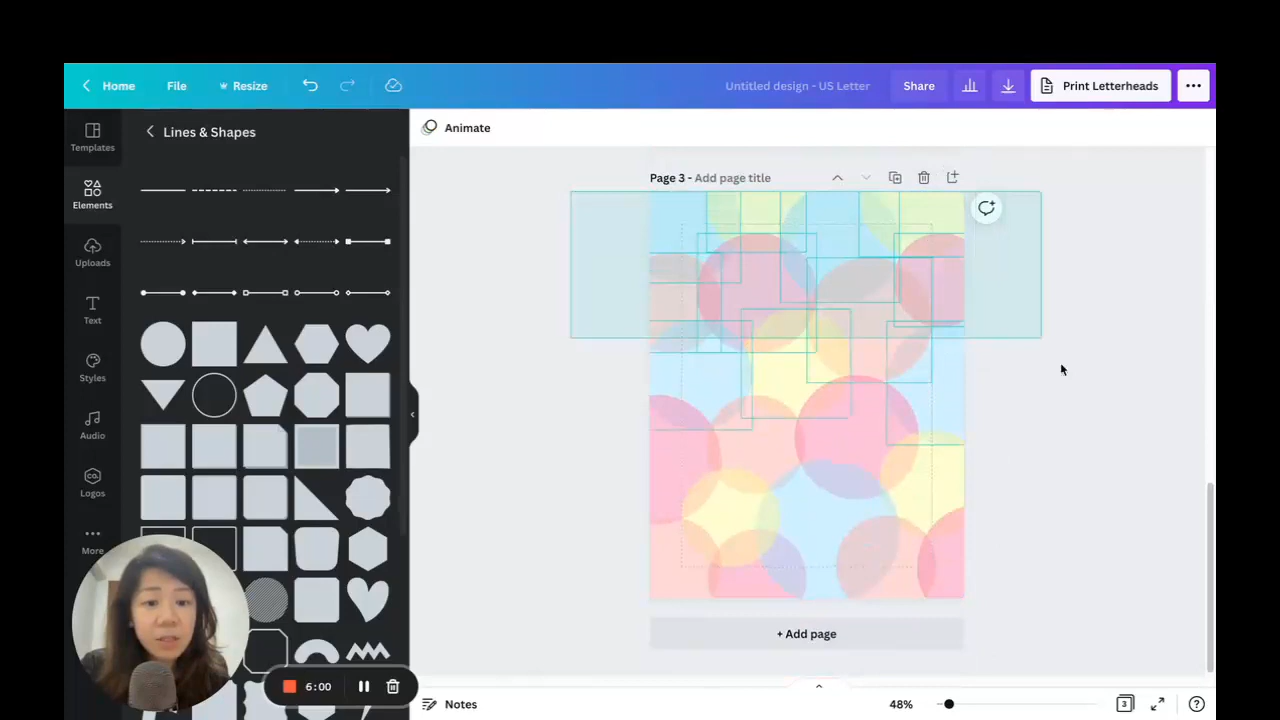 Home File Resize Untitled design - US Letter Share Print Letterheads
Templates
Elements
Uploads
Text
Styles
Audio
Logos
More
Lines & Shapes
Animate
Page 3 - Add page title
+ Add page
6:00
Notes
48%
3
?
co.